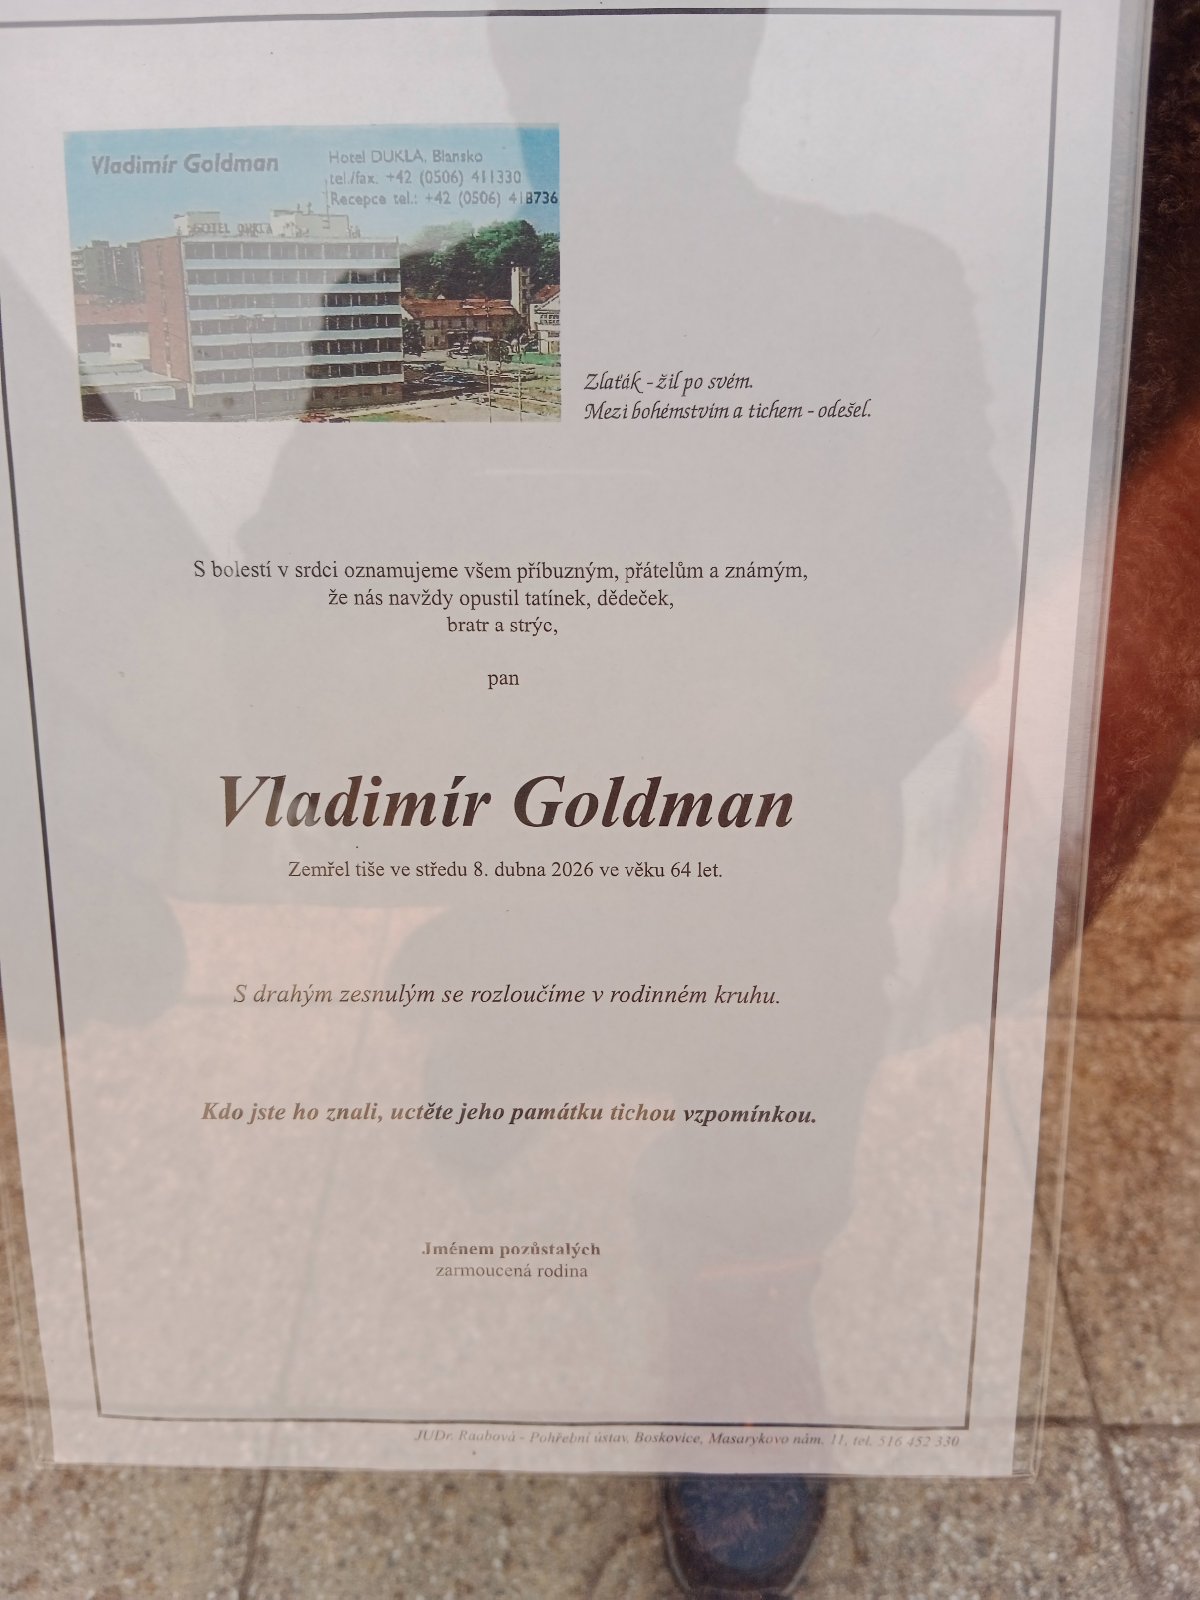 Vladimír Goldman
Hotel DUKLA, Blansko
tel./fax. +42 (0506) 411330
Recepce tel.: +42 (0506) 418736
HOTEL DUKLA
Zlaťák - žil po svém.
Mezi bohémstvím a tichem - odešel.
S bolestí v srdci oznamujeme všem příbuzným, přátelům a známým,
že nás navždy opustil tatínek, dědeček,
bratr a strýc,
pan
Vladimír Goldman
Zemřel tiše ve středu 8. dubna 2026 ve věku 64 let.
S drahým zesnulým se rozloučíme v rodinném kruhu.
Kdo jste ho znali, uctěte jeho památku tichou vzpomínkou.
Jménem pozůstalých
zarmoucená rodina
JUDr. Raabová - Pohřební ústav, Boskovice, Masarykovo nám. 11, tel. 516 452 330